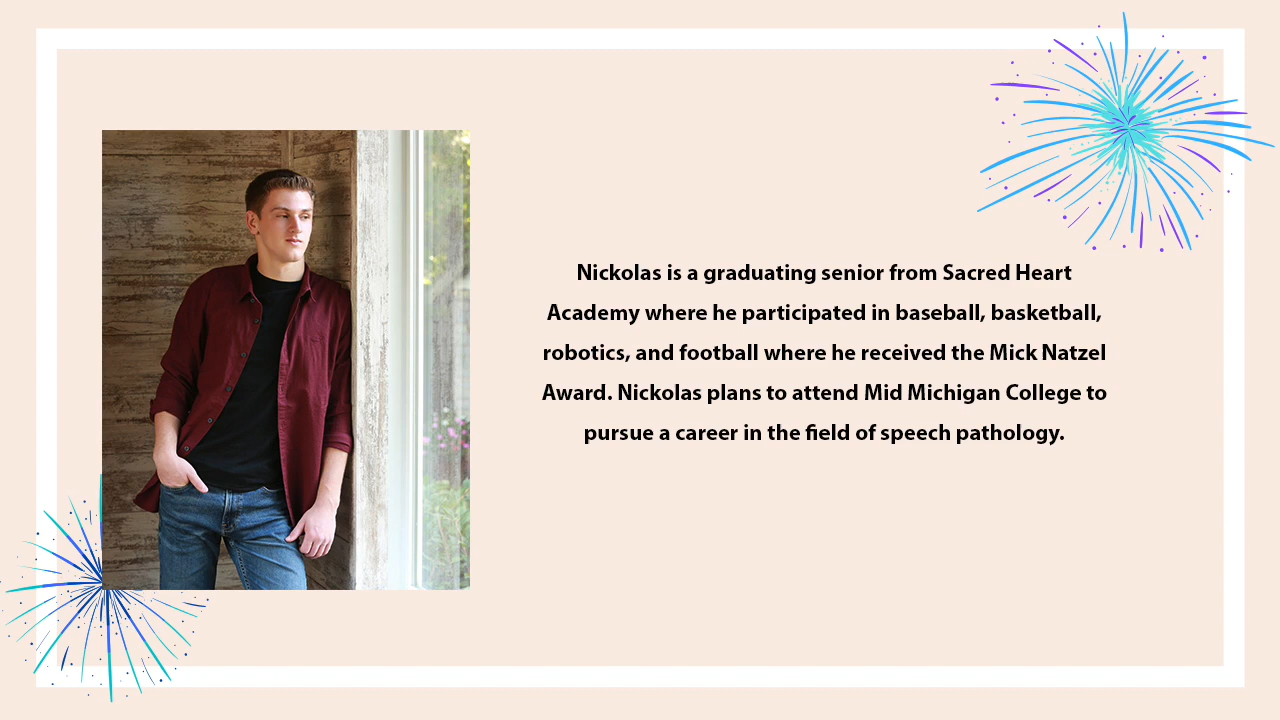 Nickolas is a graduating senior from Sacred Heart
Academy where he participated in baseball, basketball,
robotics, and football where he received the Mick Natzel
Award. Nickolas plans to attend Mid Michigan College to
pursue a career in the field of speech pathology.